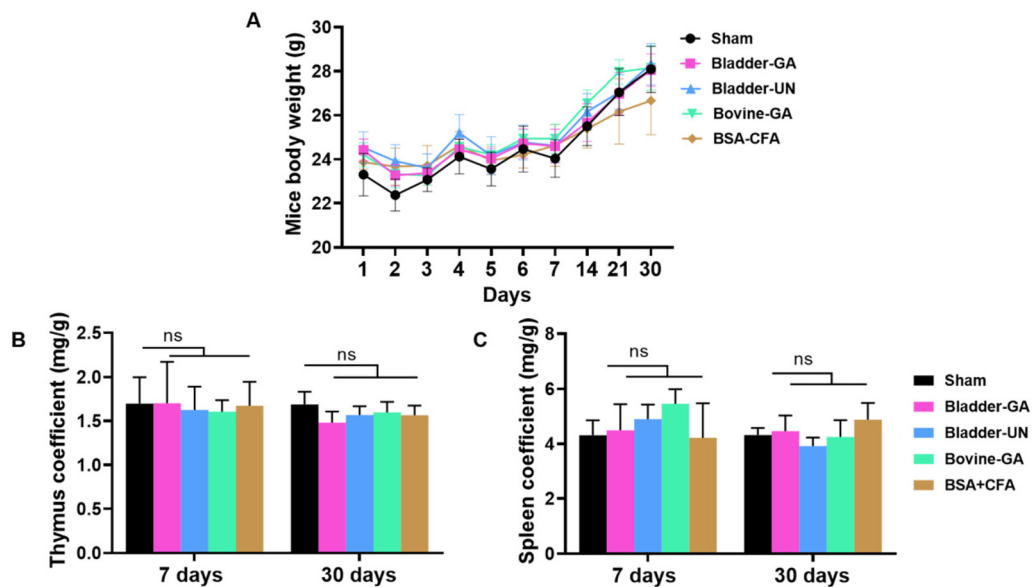 A
Mice body weight (g)
30
28
26
24
22
20
1 2 3 4 5 6 7 14 21 30
Days
Sham
Bladder-GA
Bladder-UN
Bovine-GA
BSA-CFA
B
Thymus coefficient (mg/g)
2.5
2.0
1.5
1.0
0.5
0.0
ns
ns
7 days 30 days
C
Spleen coefficient (mg/g)
8
6
4
2
0
ns
ns
7 days 30 days
Sham
Bladder-GA
Bladder-UN
Bovine-GA
BSA+CFA